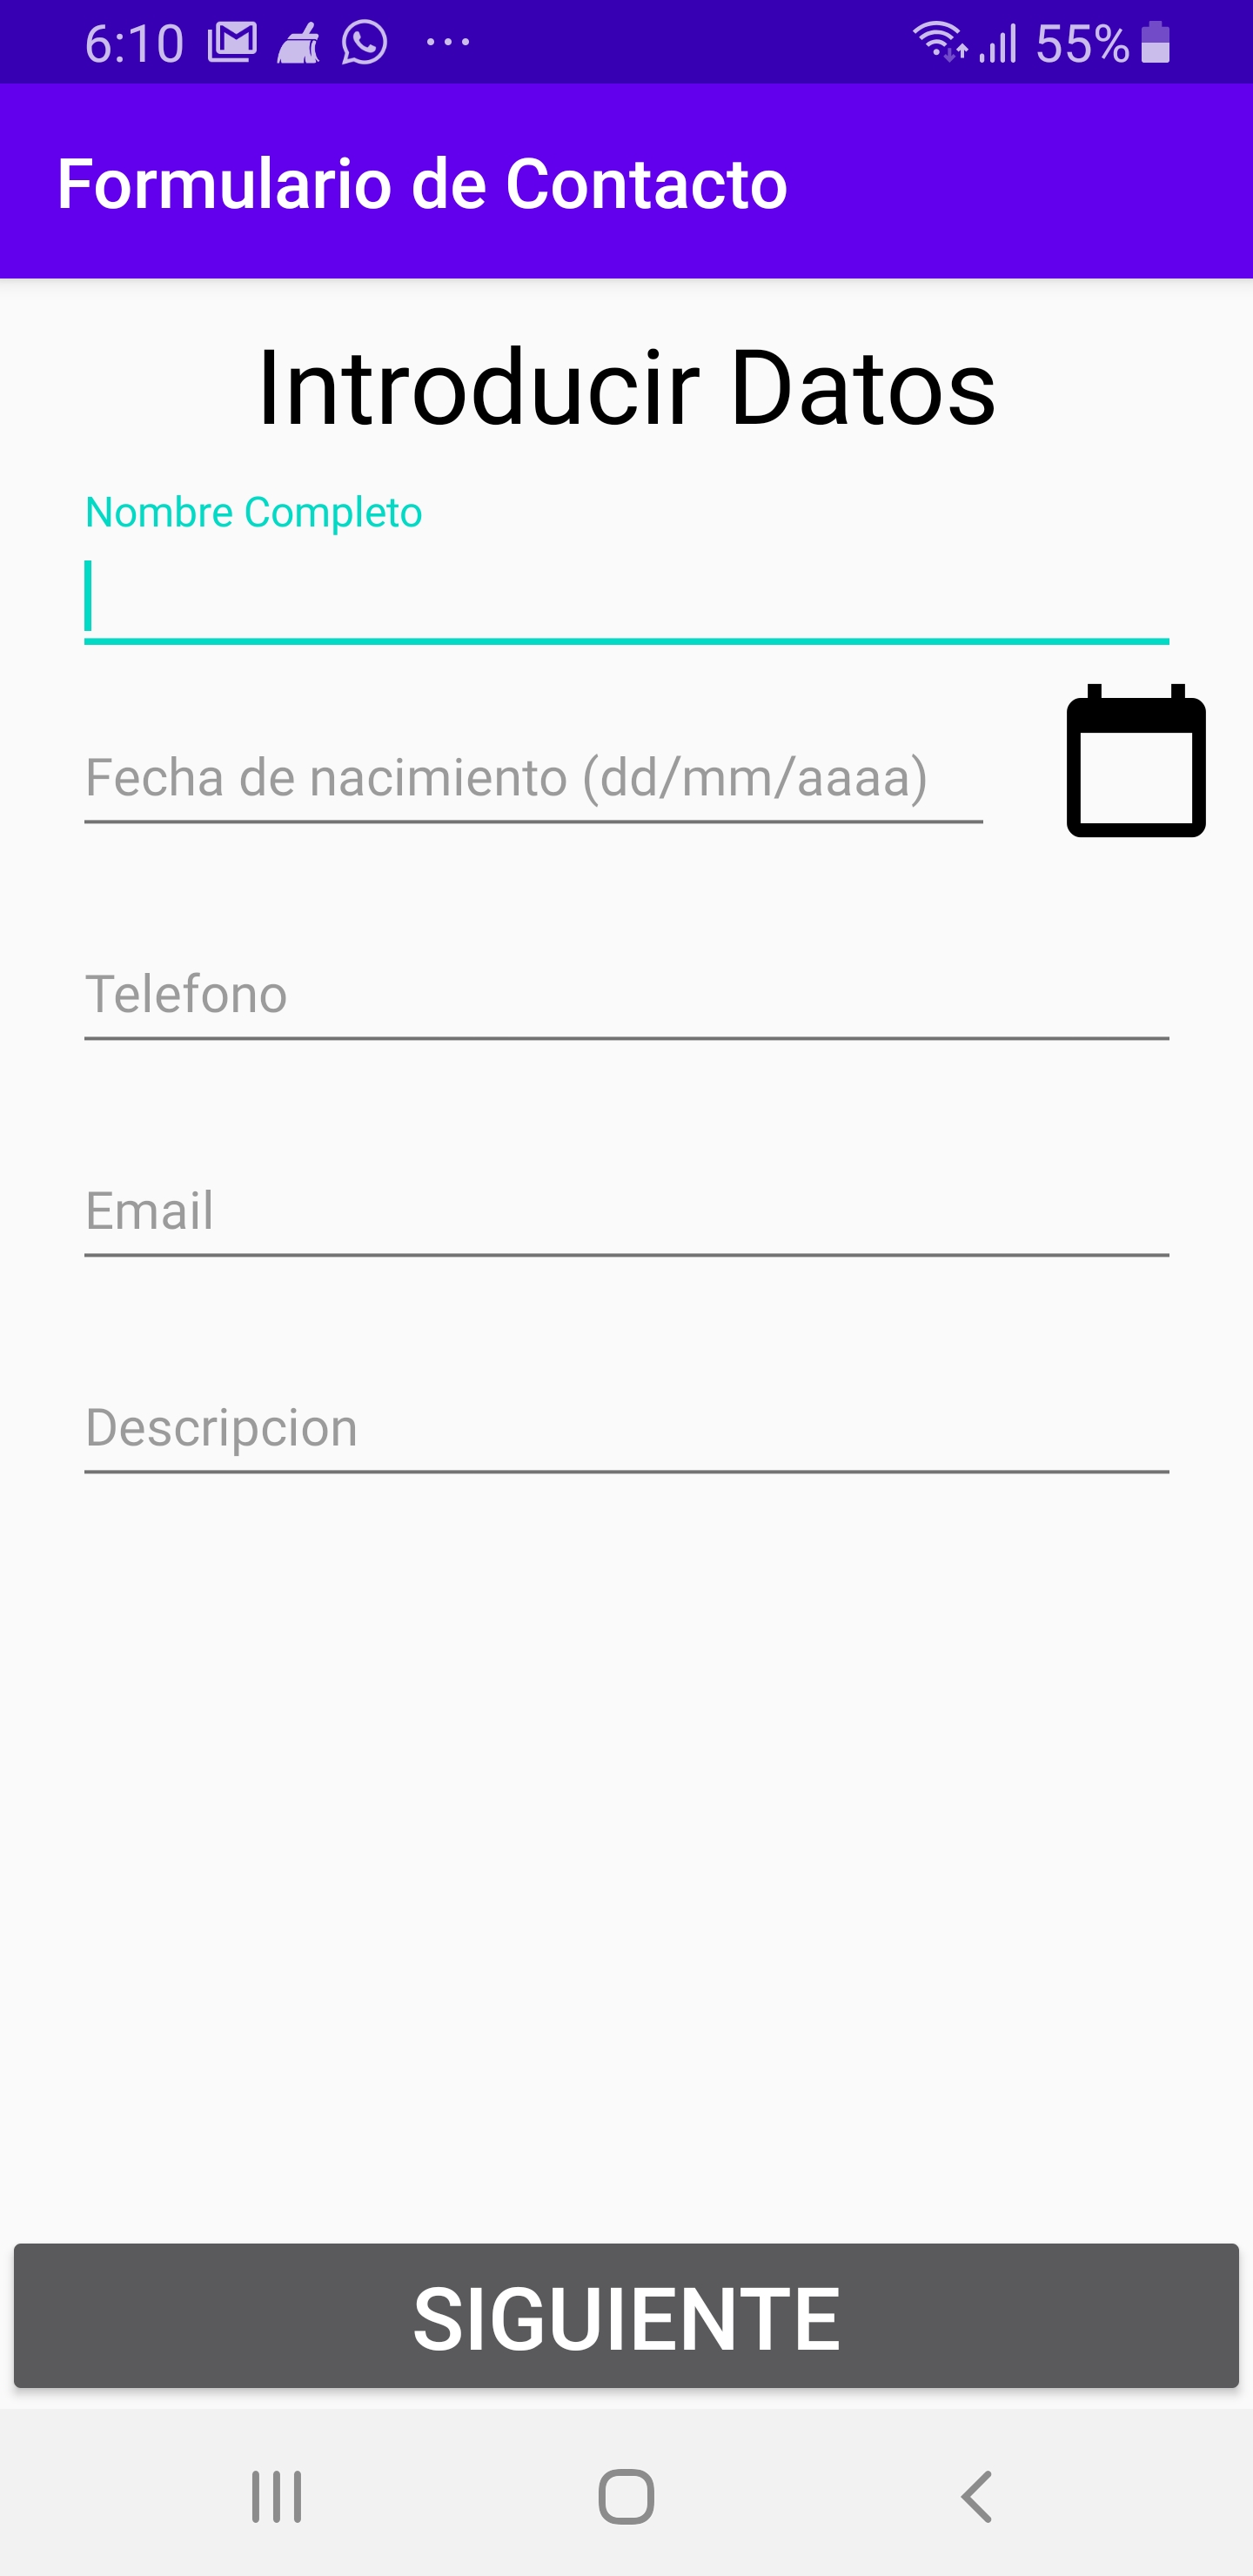 6:10 55%
Formulario de Contacto
Introducir Datos
Nombre Completo
Fecha de nacimiento (dd/mm/aaaa)
Telefono
Email
Descripcion
SIGUIENTE